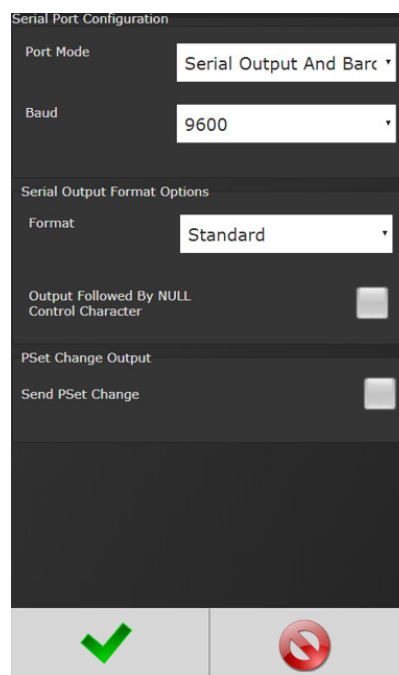 Serial Port Configuration
Port Mode
Serial Output And Barc
Baud
9600
Serial Output Format Options
Format
Standard
Output Followed By NULL
Control Character
PSet Change Output
Send PSet Change